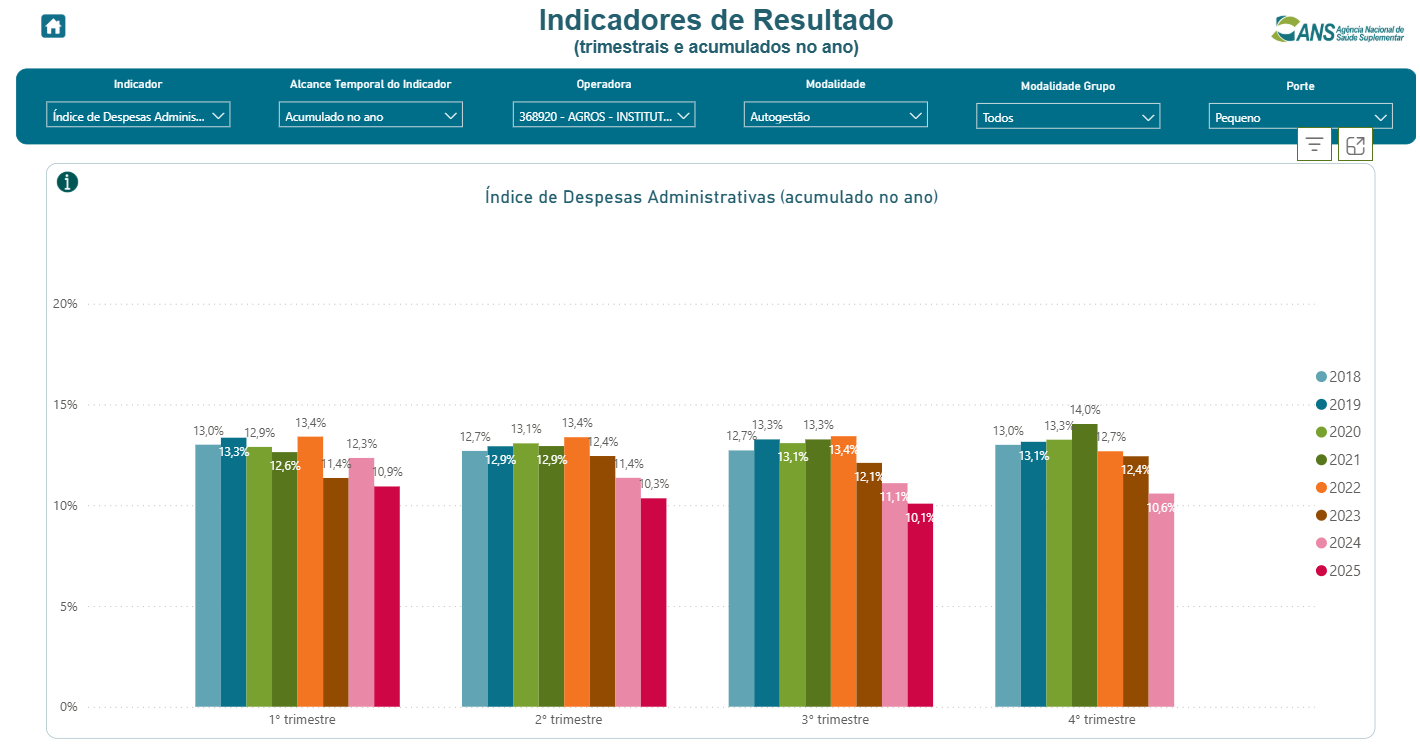 Indicadores de Resultado
(trimestrais e acumulados no ano)
ANS Agência Nacional de Saúde Suplementar
Indicador
Alcance Temporal do Indicador
Operadora
Modalidade
Modalidade Grupo
Porte
Índice de Despesas Adminis...
Acumulado no ano
368920 - AGROS - INSTITUT...
Autogestão
Todos
Pequeno
i
Índice de Despesas Administrativas (acumulado no ano)
20%
15%
10%
5%
0%
13,0%
13,3%
12,9%
12,6%
13,4%
11,4%
12,3%
10,9%
12,7%
12,9%
13,1%
12,9%
13,4%
12,4%
11,4%
10,3%
12,7%
13,3%
13,1%
13,3%
13,4%
12,1%
11,1%
10,1%
13,0%
13,1%
13,3%
14,0%
12,7%
12,4%
10,6%
1º trimestre
2º trimestre
3º trimestre
4º trimestre
2018
2019
2020
2021
2022
2023
2024
2025